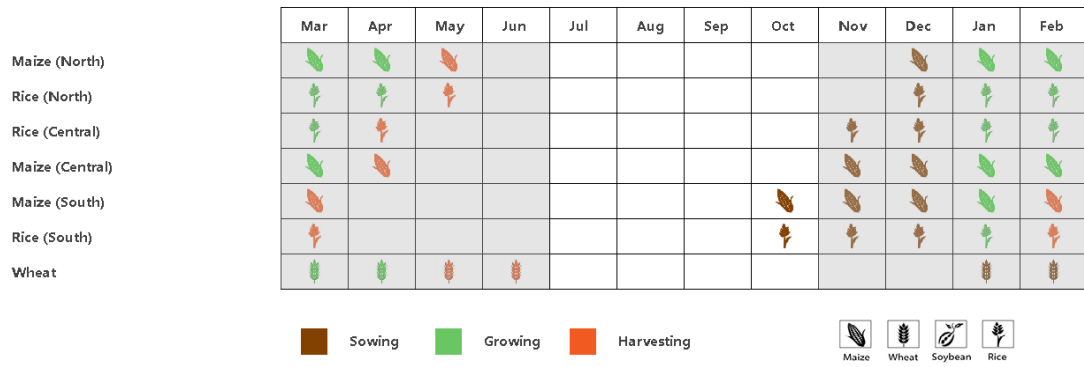 Mar Apr May Jun Jul Aug Sep Oct Nov Dec Jan Feb
Maize (North)
Rice (North)
Rice (Central)
Maize (Central)
Maize (South)
Rice (South)
Wheat
Sowing Growing Harvesting
Maize Wheat Soybean Rice